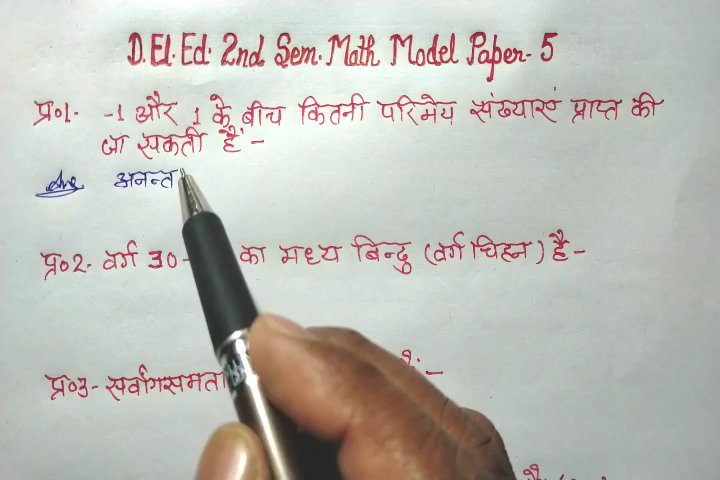 D.El.Ed. 2nd Sem. Math Model Paper-5
प्र०1- -1 और 1 के बीच कितनी परिमेय संख्याएं प्राप्त की
जा सकती हैं -
Ans अनन्त
प्र०2- वर्ग 30- का मध्य बिन्दु (वर्ग चिह्न) है -
प्र०3- सर्वांगसमता